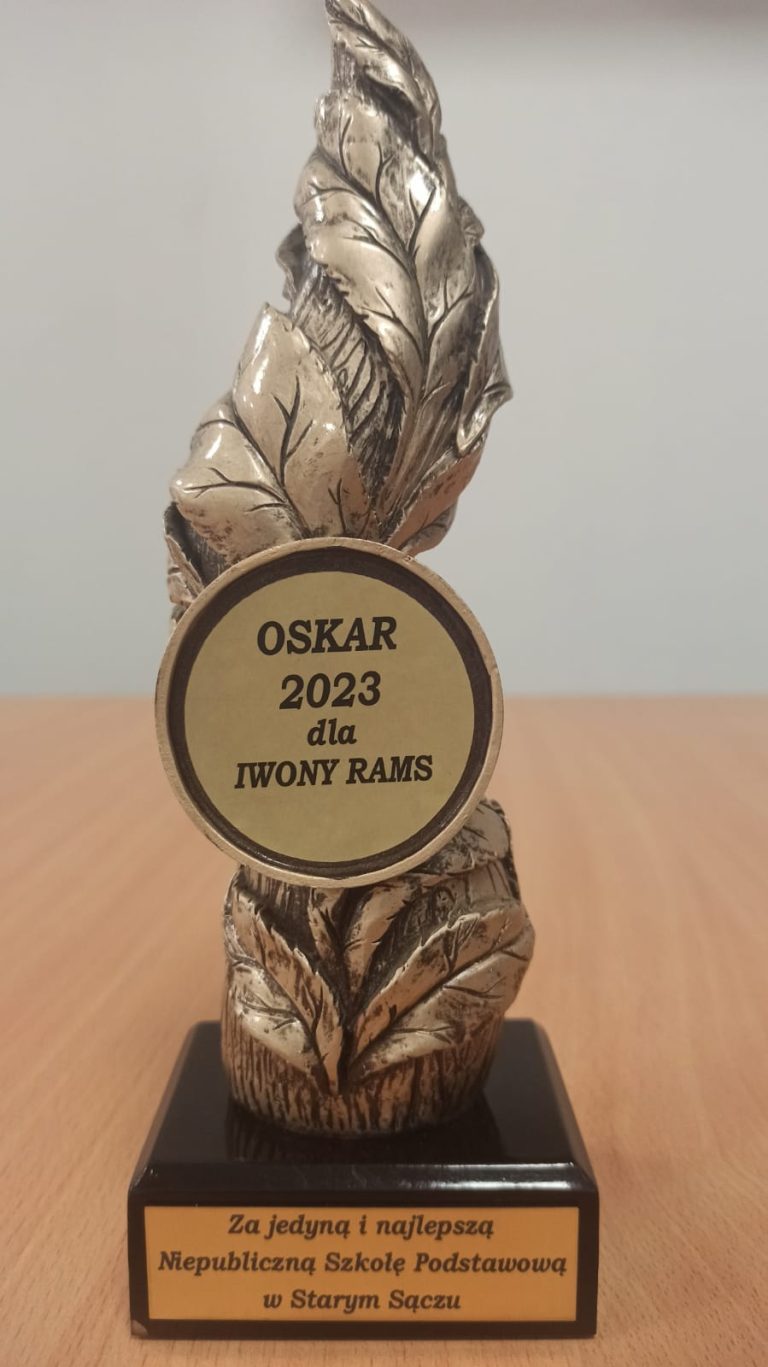 OSKAR
2023
dla
IWONY RAMS
Za jedyną i najlepszą
Niepubliczną Szkołę Podstawową
w Starym Sączu